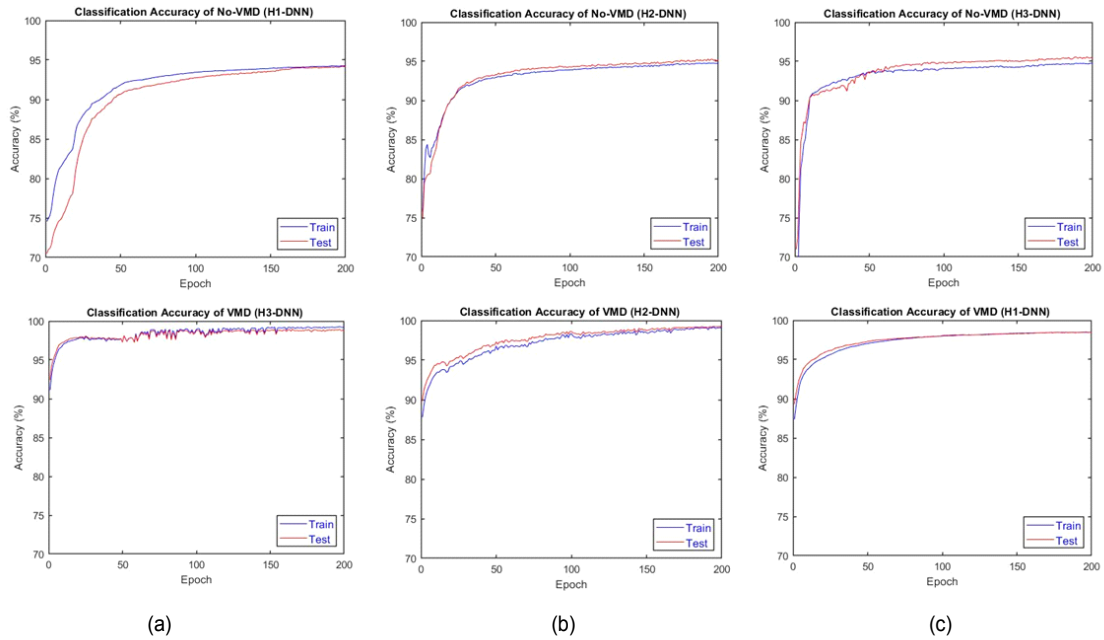 Classification Accuracy of No-VMD (H1-DNN)
100
95
90
85
80
75
70
Accuracy (%)
0 50 100 150 200
Epoch
Train
Test
Classification Accuracy of No-VMD (H2-DNN)
100
95
90
85
80
75
70
Accuracy (%)
0 50 100 150 200
Epoch
Train
Test
Classification Accuracy of No-VMD (H3-DNN)
100
95
90
85
80
75
70
Accuracy (%)
0 50 100 150 200
Epoch
Train
Test
Classification Accuracy of VMD (H3-DNN)
100
95
90
85
80
75
70
Accuracy (%)
0 50 100 150 200
Epoch
Train
Test
Classification Accuracy of VMD (H2-DNN)
100
95
90
85
80
75
70
Accuracy (%)
0 50 100 150 200
Epoch
Train
Test
Classification Accuracy of VMD (H1-DNN)
100
95
90
85
80
75
70
Accuracy (%)
0 50 100 150 200
Epoch
Train
Test
(a) (b) (c)